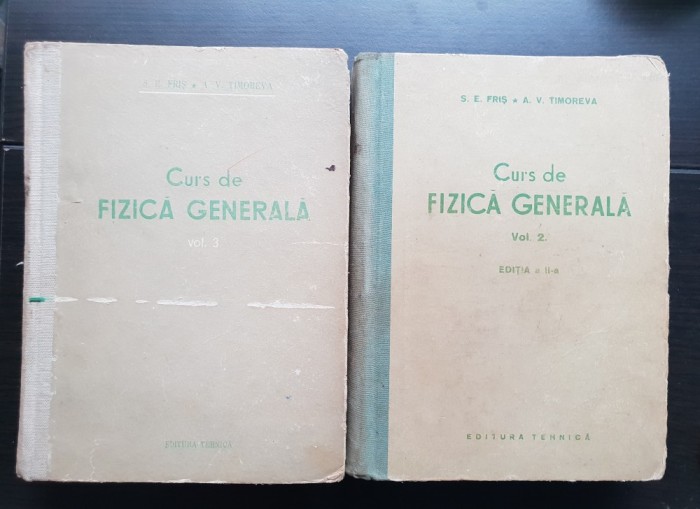 S. E. FRIȘ ★ A. V. TIMOREVA
Curs de
FIZICĂ GENERALĂ
vol. 3
EDITURA TEHNICĂ
S. E. FRIȘ ★ A. V. TIMOREVA
Curs de
FIZICĂ GENERALĂ
Vol. 2.
EDIȚIA a II-a
EDITURA TEHNICĂ